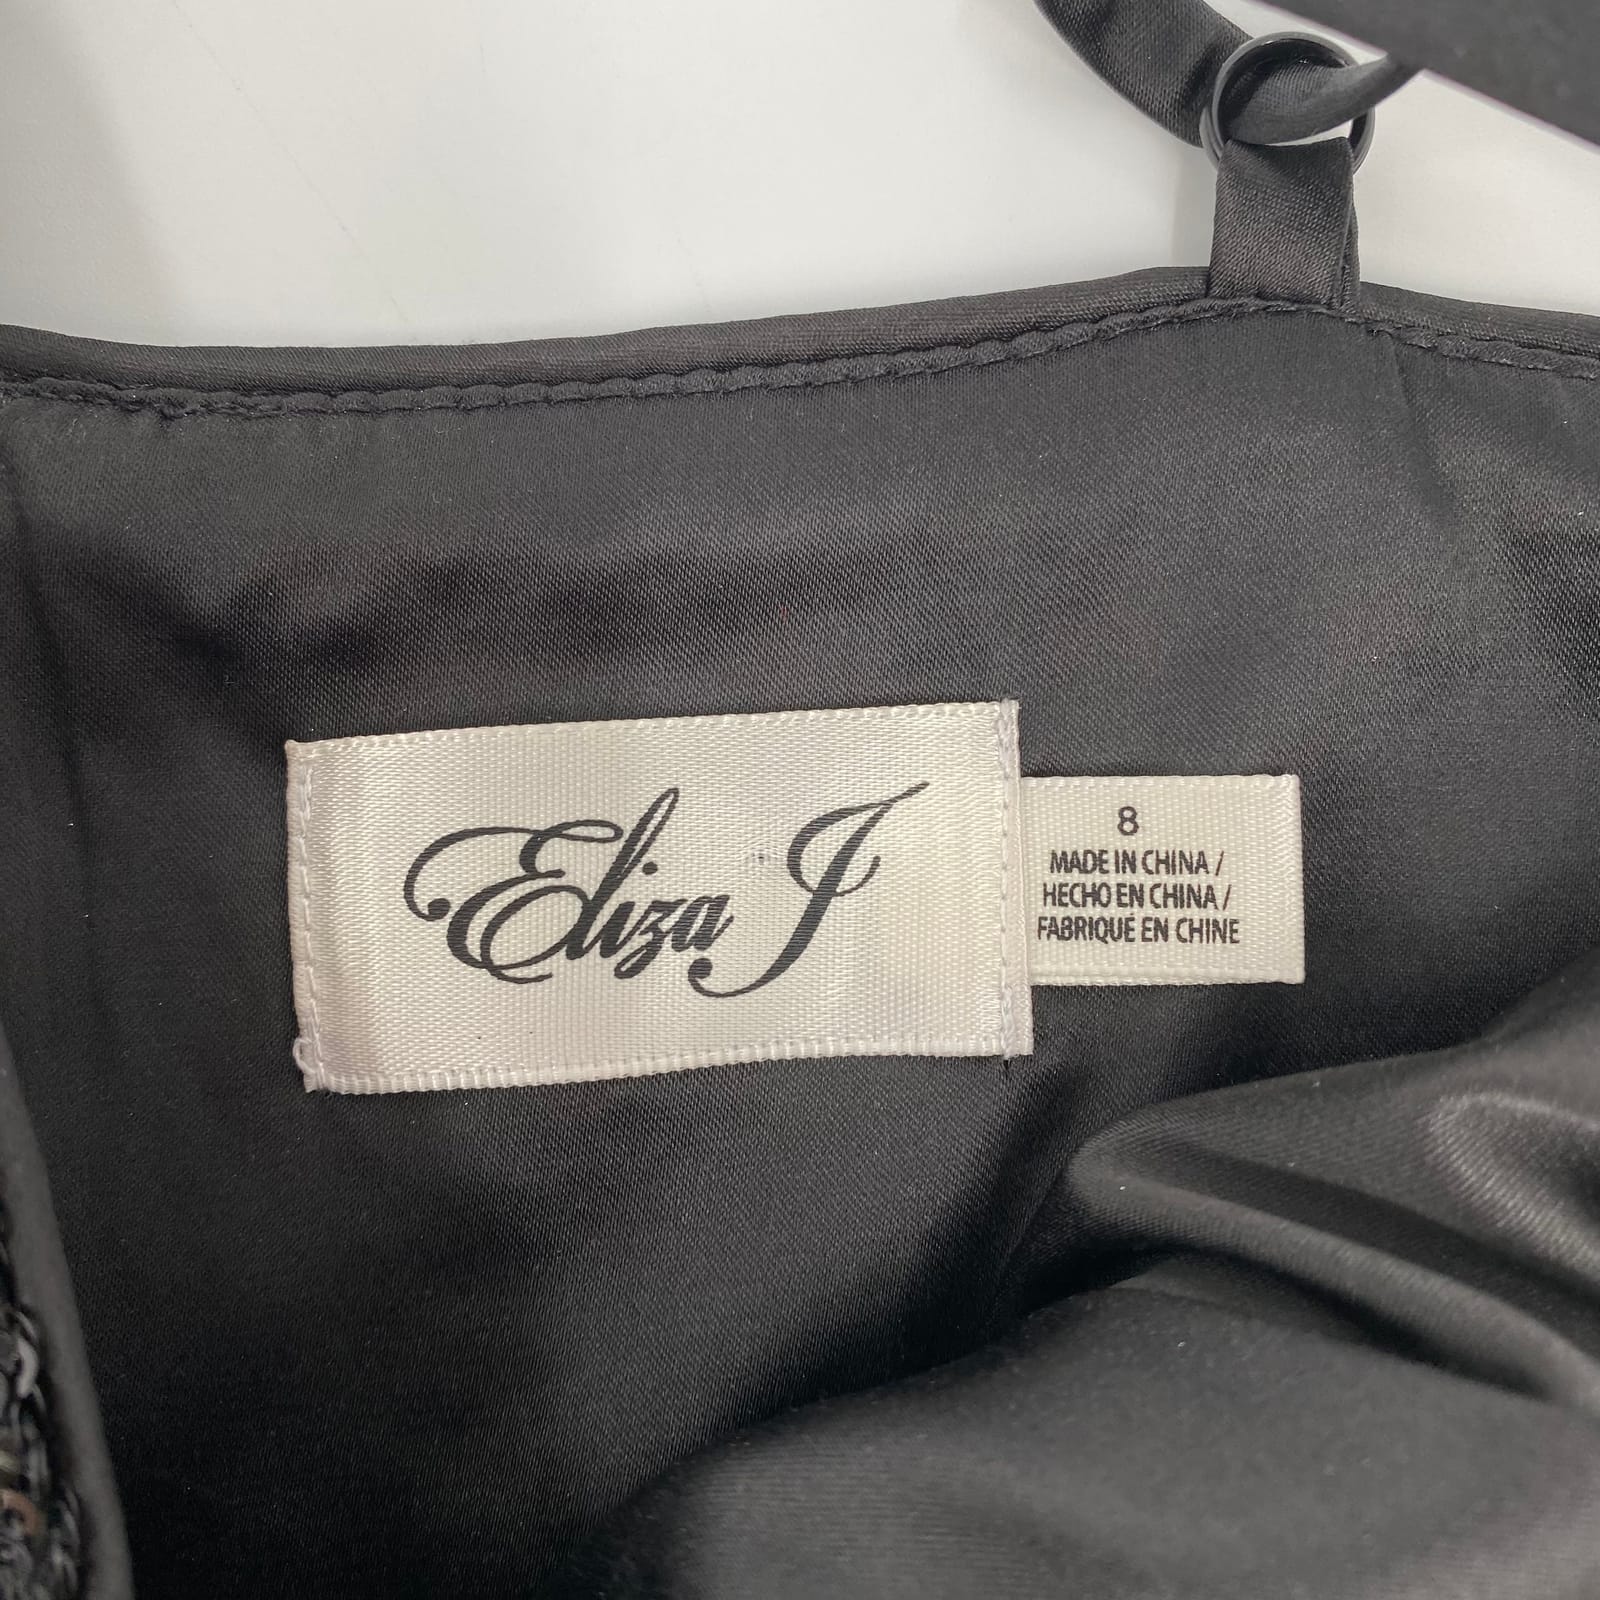 Eliza J
8
MADE IN CHINA /
HECHO EN CHINA /
FABRIQUÉ EN CHINE